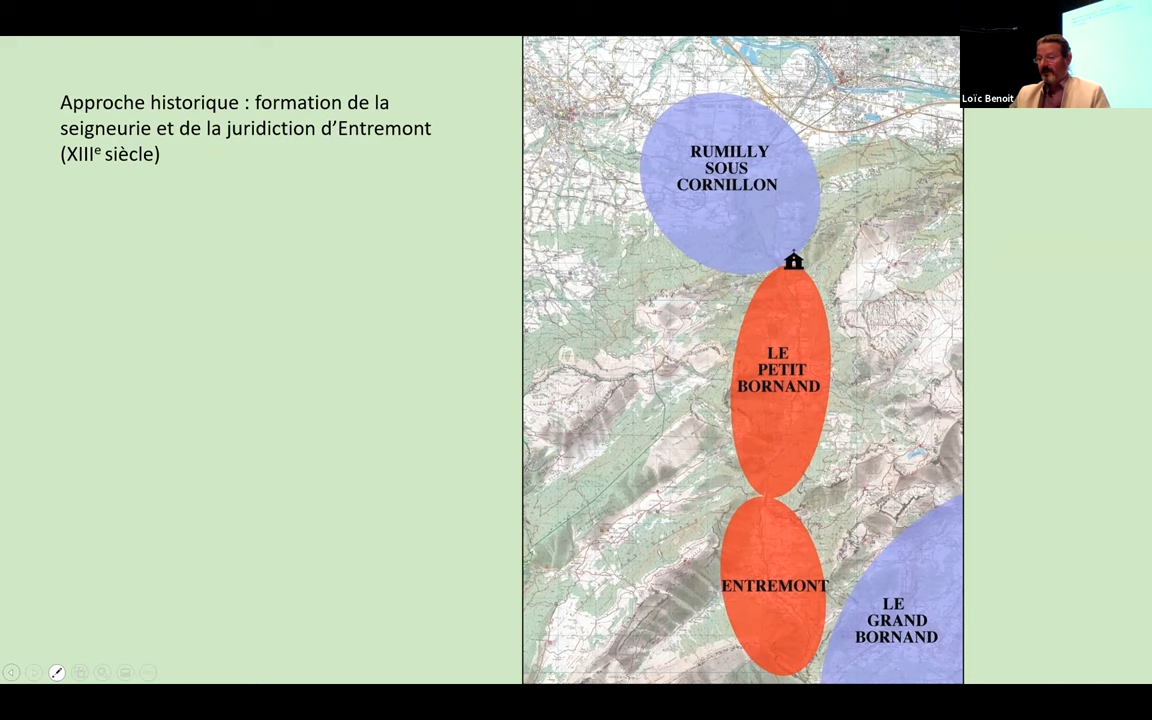 Approche historique : formation de la
seigneurie et de la juridiction d’Entremont
(XIIIe siècle)
RUMILLY
SOUS
CORNILLON
LE
PETIT
BORNAND
ENTREMONT
LE
GRAND
BORNAND
Loïc Benoit